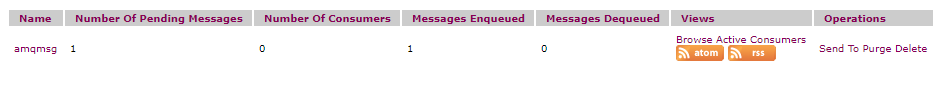 Name Number Of Pending Messages Number Of Consumers Messages Enqueued Messages Dequeued Views Operations
amqmsg 1 0 1 0 Browse Active Consumers Send To Purge Delete
atom rss